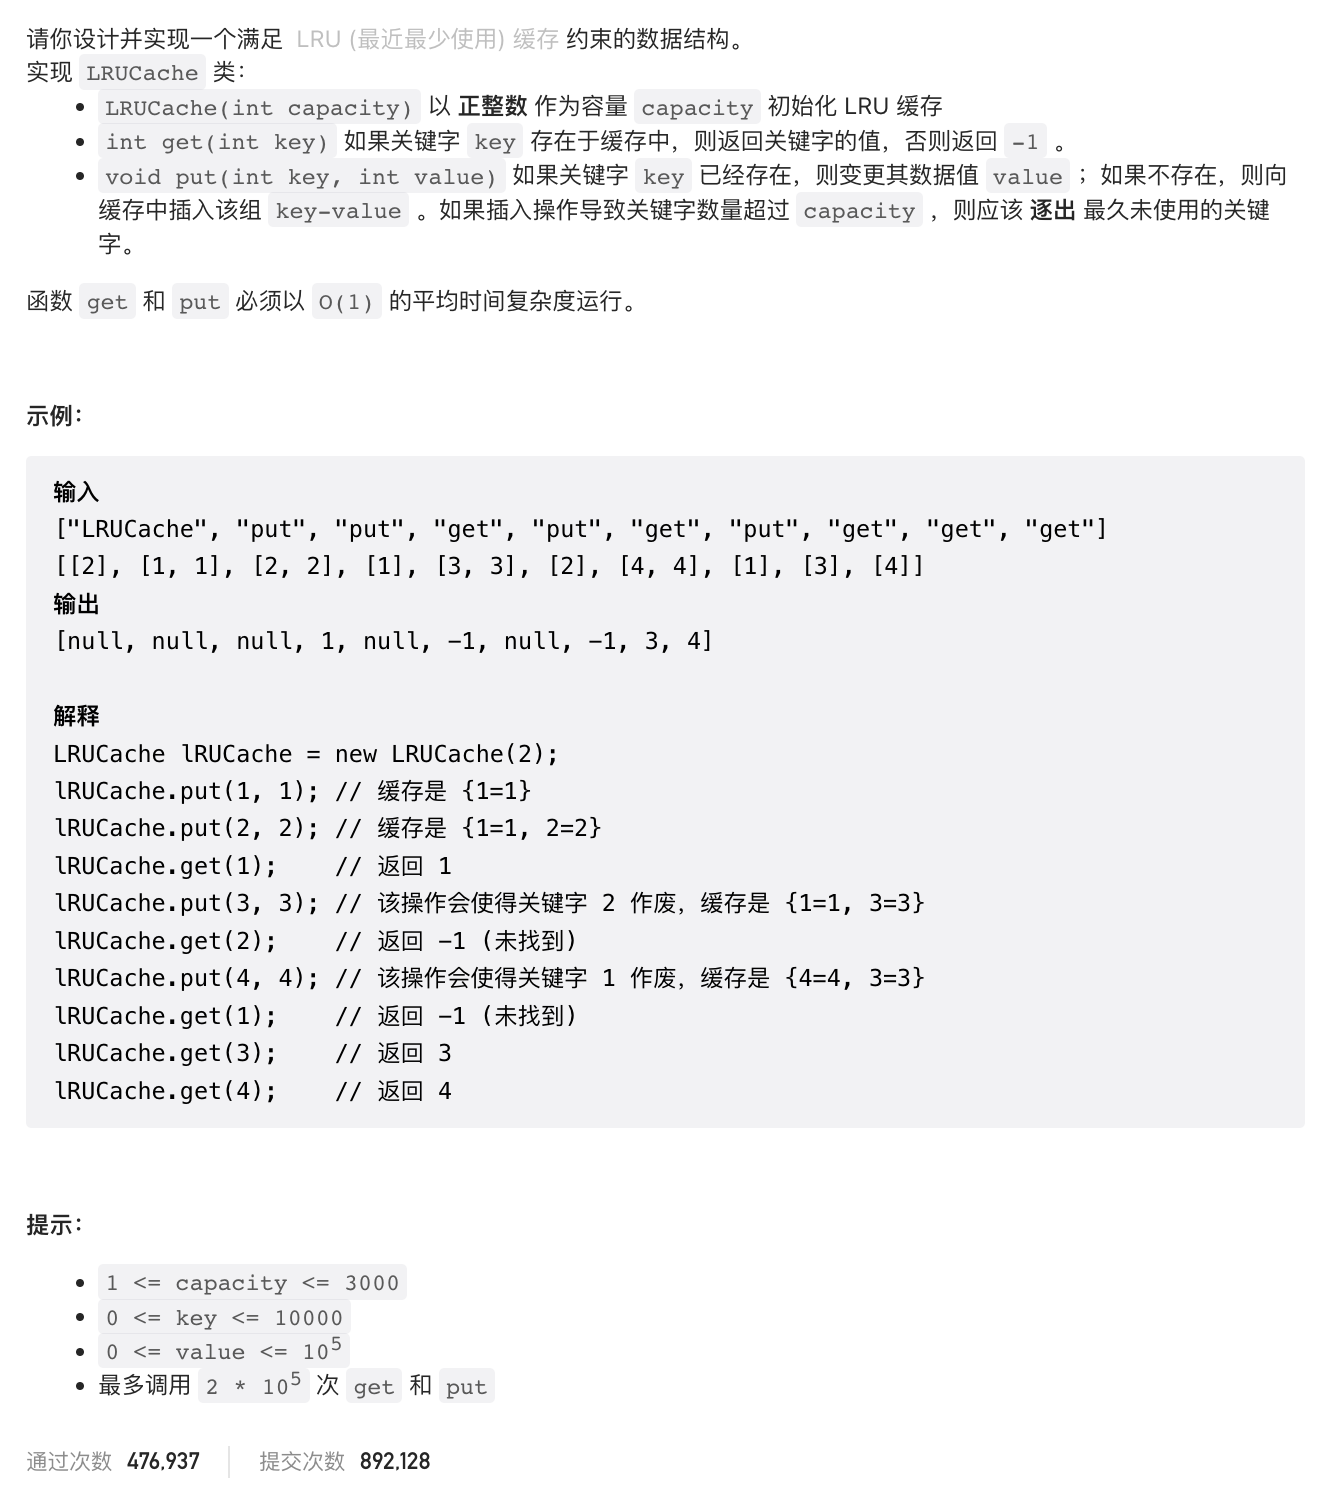 请你设计并实现一个满足 LRU (最近最少使用) 缓存 约束的数据结构。
实现 LRUCache 类：
• LRUCache(int capacity) 以 正整数 作为容量 capacity 初始化 LRU 缓存
• int get(int key) 如果关键字 key 存在于缓存中，则返回关键字的值，否则返回 -1 。
• void put(int key, int value) 如果关键字 key 已经存在，则变更其数据值 value ；如果不存在，则向
缓存中插入该组 key-value 。如果插入操作导致关键字数量超过 capacity ，则应该 逐出 最久未使用的关键
字。
函数 get 和 put 必须以 O(1) 的平均时间复杂度运行。
示例：
输入
["LRUCache", "put", "put", "get", "put", "get", "put", "get", "get", "get"]
[[2], [1, 1], [2, 2], [1], [3, 3], [2], [4, 4], [1], [3], [4]]
输出
[null, null, null, 1, null, -1, null, -1, 3, 4]
解释
LRUCache lRUCache = new LRUCache(2);
lRUCache.put(1, 1); // 缓存是 {1=1}
lRUCache.put(2, 2); // 缓存是 {1=1, 2=2}
lRUCache.get(1);    // 返回 1
lRUCache.put(3, 3); // 该操作会使得关键字 2 作废，缓存是 {1=1, 3=3}
lRUCache.get(2);    // 返回 -1 (未找到)
lRUCache.put(4, 4); // 该操作会使得关键字 1 作废，缓存是 {4=4, 3=3}
lRUCache.get(1);    // 返回 -1 (未找到)
lRUCache.get(3);    // 返回 3
lRUCache.get(4);    // 返回 4
提示：
• 1 <= capacity <= 3000
• 0 <= key <= 10000
• 0 <= value <= 10⁵
• 最多调用 2 * 10⁵ 次 get 和 put
通过次数 476,937 提交次数 892,128